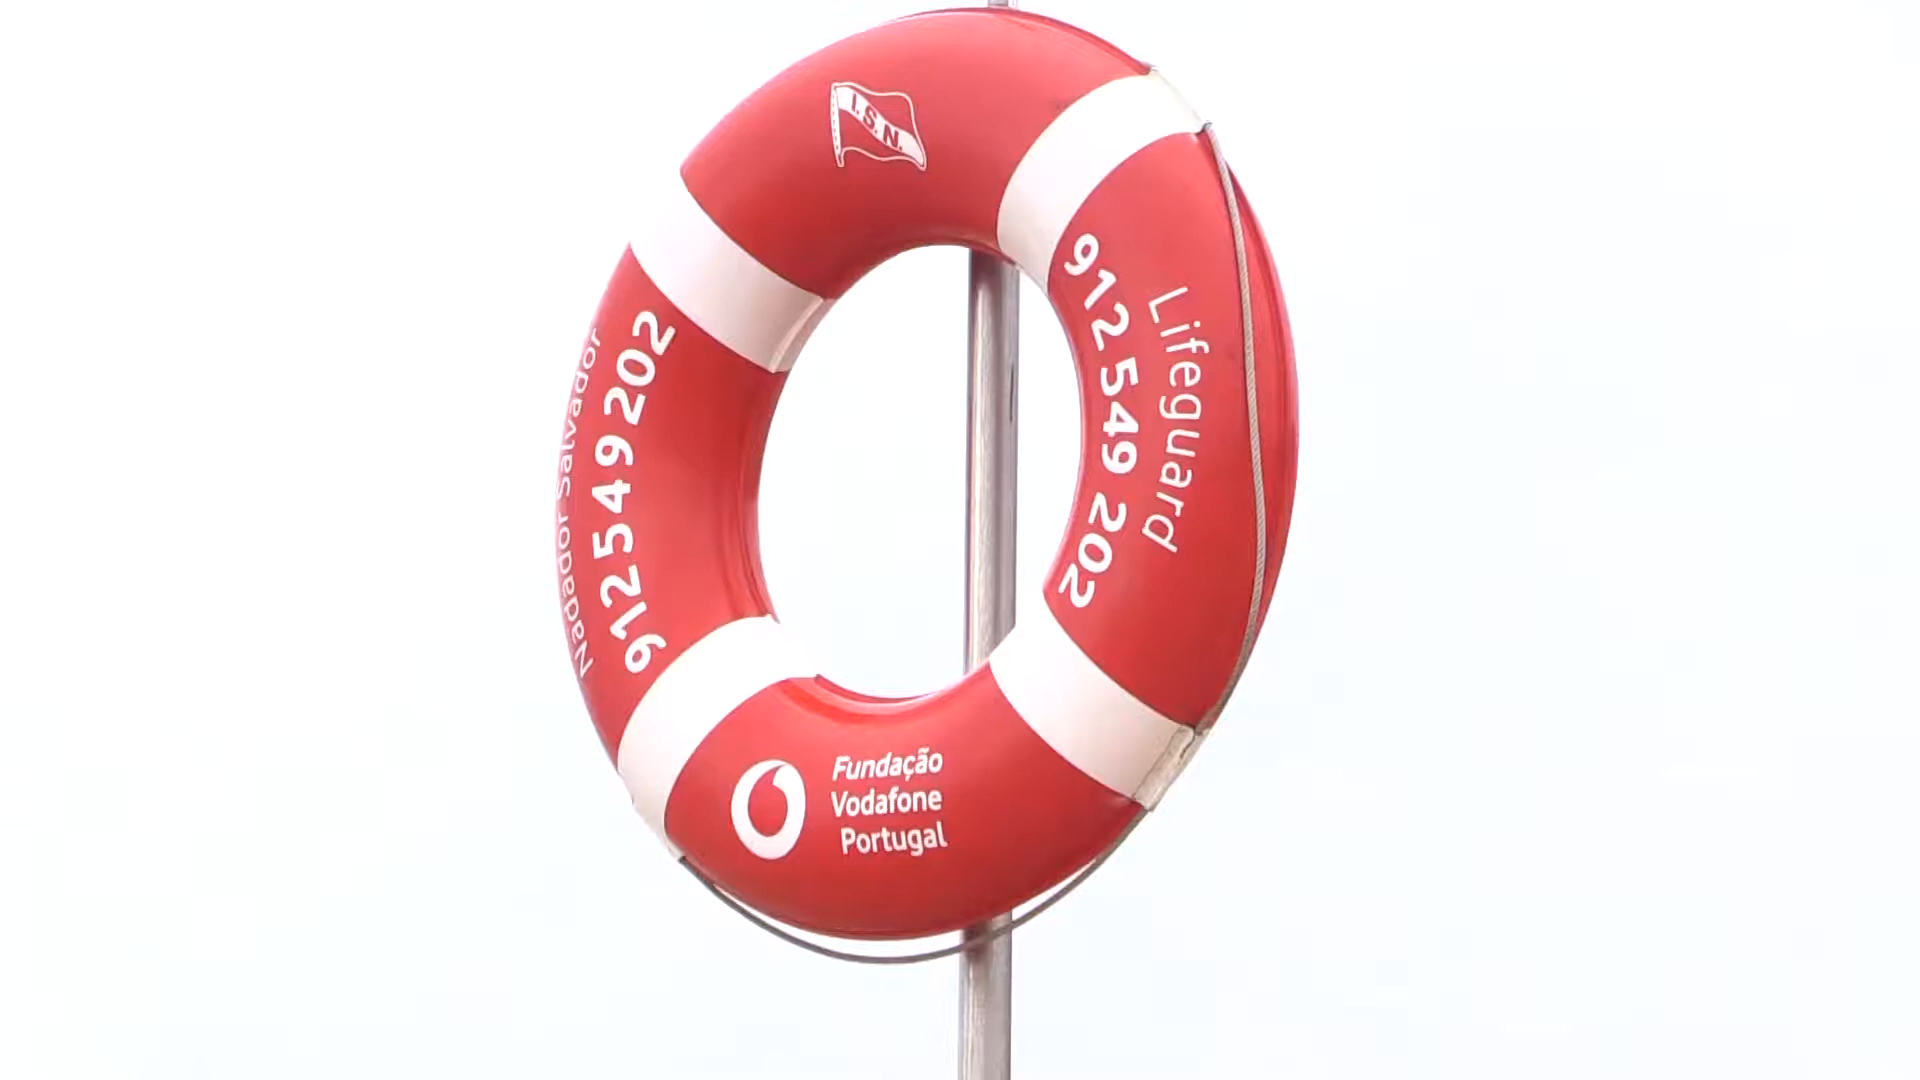 I.S.N.
Nadador Salvador
912 549 202
Lifeguard
912 549 202
Fundação
Vodafone
Portugal